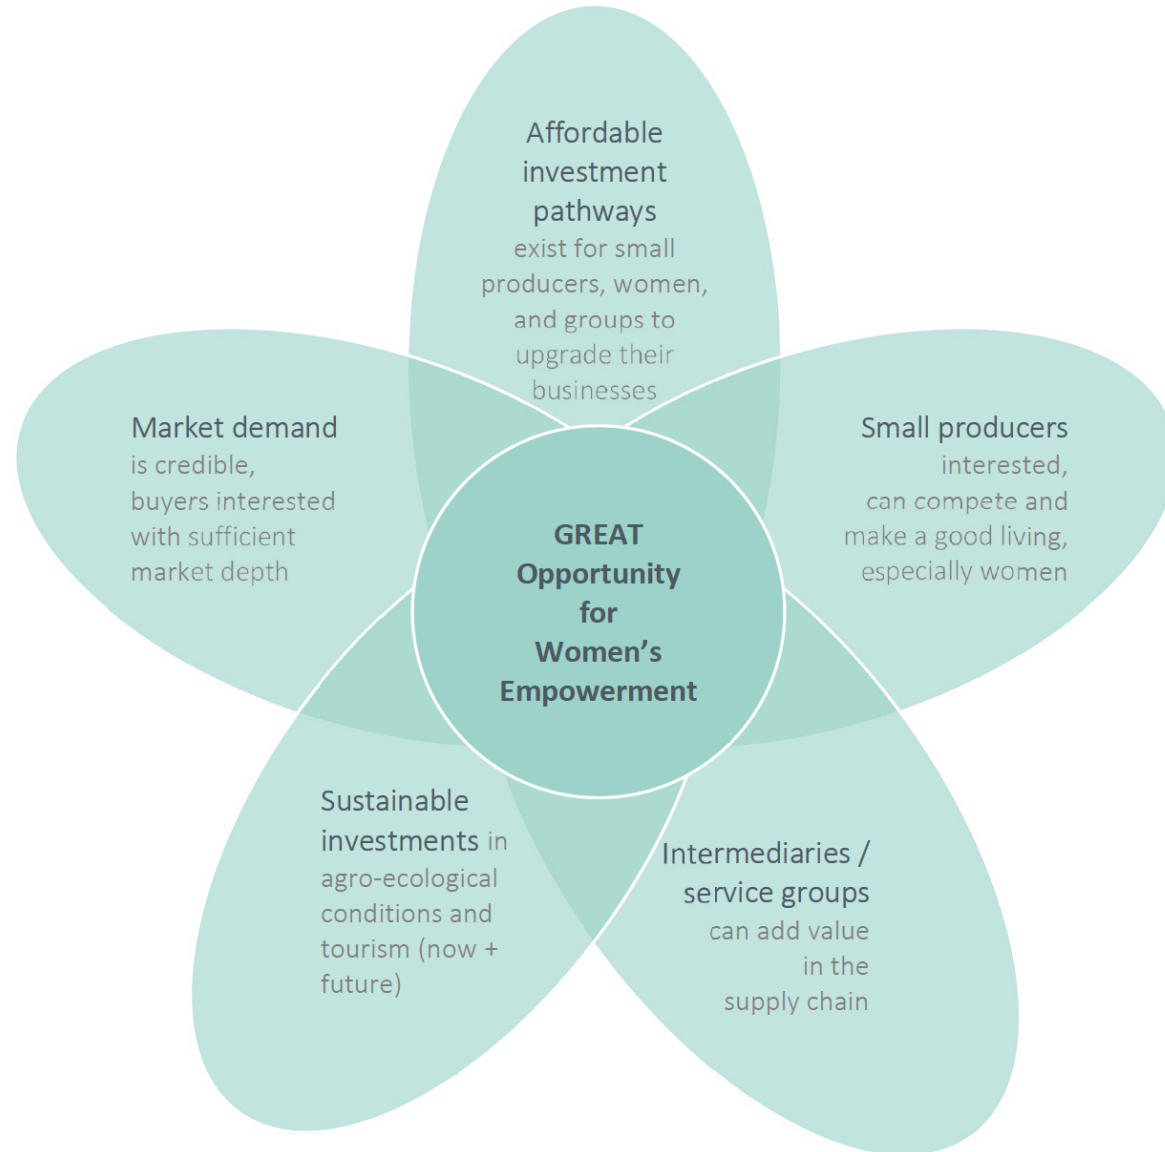 Affordable
investment
pathways
exist for small
producers, women,
and groups to
upgrade their
businesses
Market demand
is credible,
buyers interested
with sufficient
market depth
Small producers
interested,
can compete and
make a good living,
especially women
GREAT
Opportunity
for
Women’s
Empowerment
Sustainable
investments in
agro-ecological
conditions and
tourism (now +
future)
Intermediaries /
service groups
can add value
in the
supply chain